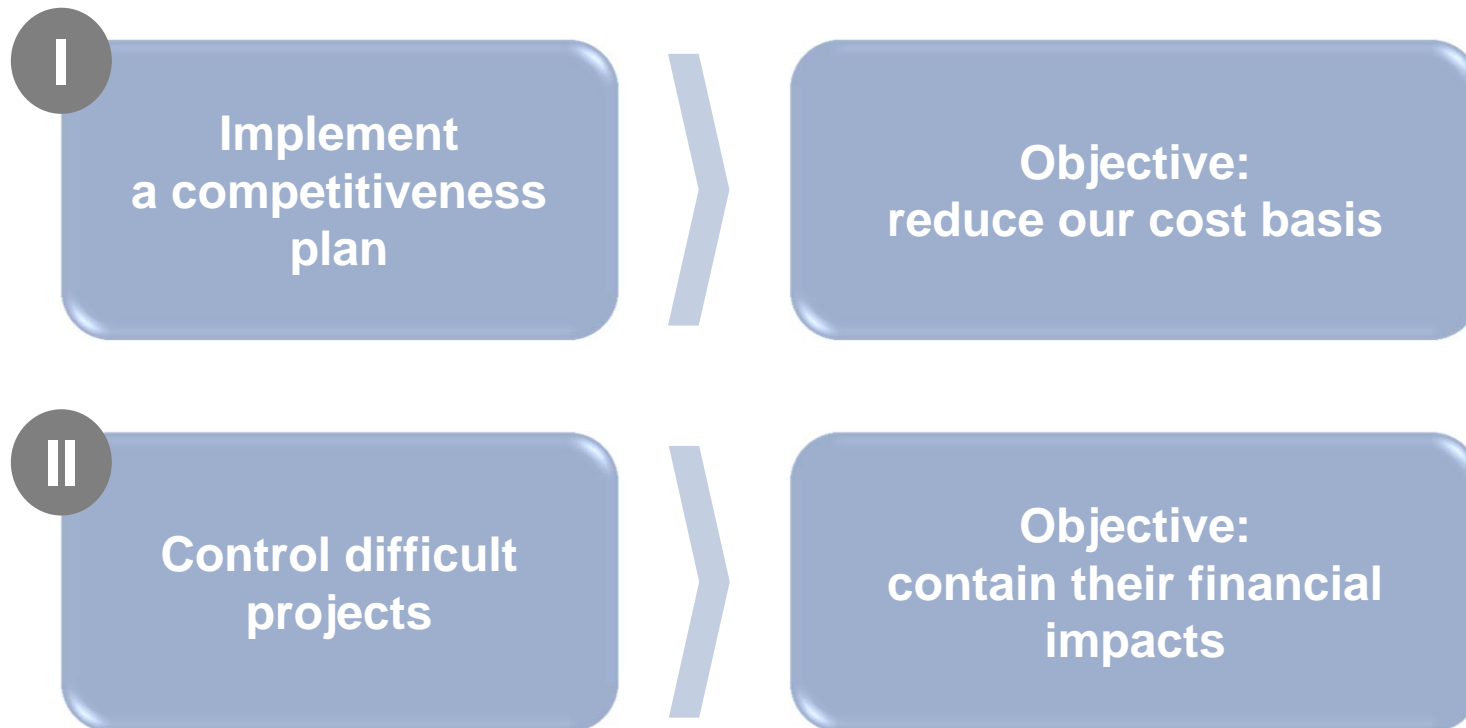 I
Implement
a competitiveness
plan
Objective:
reduce our cost basis
II
Control difficult
projects
Objective:
contain their financial
impacts